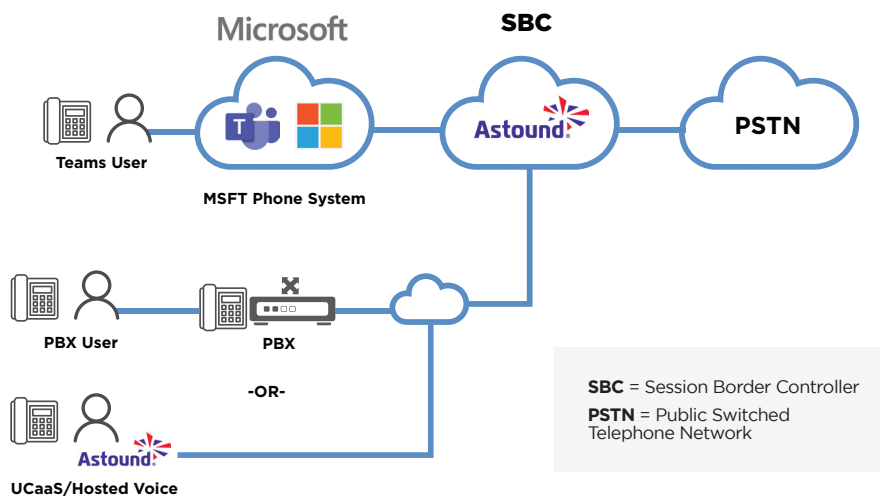 Microsoft
SBC
T
Astound
PSTN
Teams User
MSFT Phone System
PBX User
PBX
-OR-
Astound
UCaaS/Hosted Voice
SBC = Session Border Controller
PSTN = Public Switched
Telephone Network